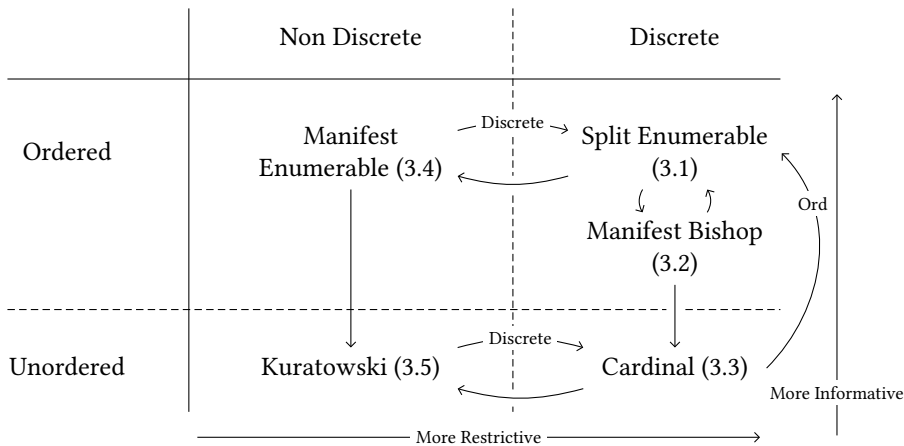 Non Discrete
Discrete
Ordered
Manifest
Enumerable (3.4)
Discrete
Split Enumerable
(3.1)
Ord
Manifest Bishop
(3.2)
Unordered
Kuratowski (3.5)
Discrete
Cardinal (3.3)
More Informative
More Restrictive